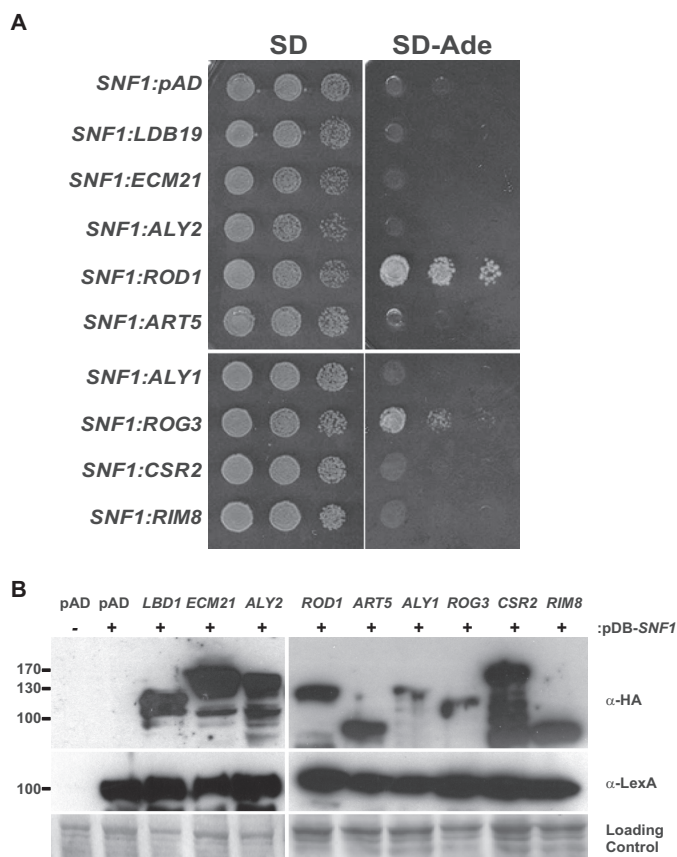 A
SD SD-Ade
SNF1:pAD
SNF1:LDB19
SNF1:ECM21
SNF1:ALY2
SNF1:ROD1
SNF1:ART5
SNF1:ALY1
SNF1:ROG3
SNF1:CSR2
SNF1:RIM8
B
pAD pAD LBD1 ECM21 ALY2 ROD1 ART5 ALY1 ROG3 CSR2 RIM8
- + + + + + + + + + + :pDB-SNF1
170
130
100
α-HA
100 α-LexA
Loading
Control